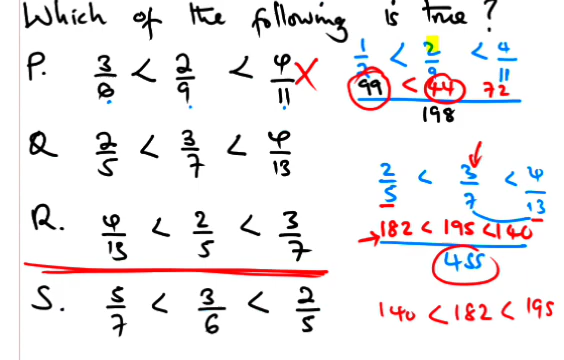 Which of the following is true?
P. 3/8 < 2/9 < 4/11 X
1/2 < 2/9 < 4/11
99 < 44 72
198
Q 2/5 < 3/7 < 4/13
2/5 < 3/7 < 4/13
182 < 195 < 140
455
R. 4/13 < 2/5 < 3/7
S. 5/7 < 3/6 < 2/5
140 < 182 < 195